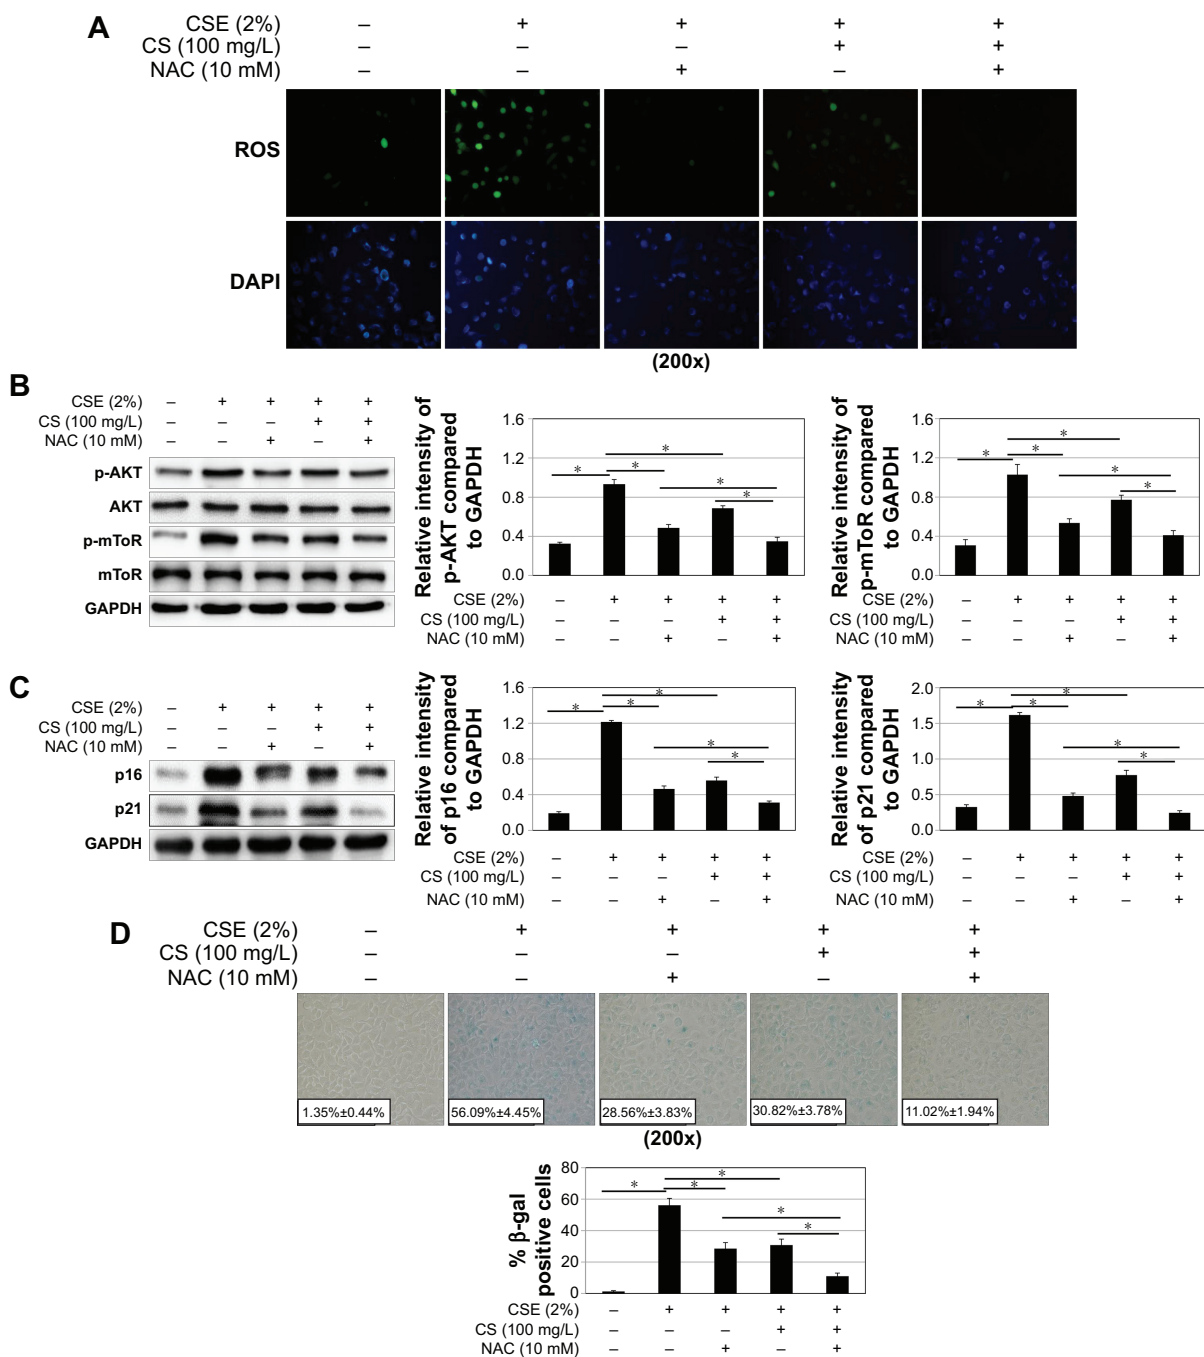 A
CSE (2%) – + + + +
CS (100 mg/L) – – – + +
NAC (10 mM) – – + – +
ROS
DAPI
(200x)
B
CSE (2%) – + + + +
CS (100 mg/L) – – – + +
NAC (10 mM) – – + – +
p-AKT
AKT
p-mToR
mToR
GAPDH
Relative intensity of
p-AKT compared
to GAPDH
1.6
1.2
0.8
0.4
0.0
* * * * *
CSE (2%) – + + + +
CS (100 mg/L) – – – + +
NAC (10 mM) – – + – +
Relative intensity of
p-mToR compared
to GAPDH
1.6
1.2
0.8
0.4
0.0
* * * * *
CSE (2%) – + + + +
CS (100 mg/L) – – – + +
NAC (10 mM) – – + – +
C
CSE (2%) – + + + +
CS (100 mg/L) – – – + +
NAC (10 mM) – – + – +
p16
p21
GAPDH
Relative intensity
of p16 compared
to GAPDH
1.6
1.2
0.8
0.4
0.0
* * * * *
CSE (2%) – + + + +
CS (100 mg/L) – – – + +
NAC (10 mM) – – + – +
Relative intensity
of p21 compared
to GAPDH
2.0
1.5
1.0
0.5
0.0
* * * * *
CSE (2%) – + + + +
CS (100 mg/L) – – – + +
NAC (10 mM) – – + – +
D
CSE (2%) – + + + +
CS (100 mg/L) – – – + +
NAC (10 mM) – – + – +
1.35%±0.44% 56.09%±4.45% 28.56%±3.83% 30.82%±3.78% 11.02%±1.94%
(200x)
% β-gal
positive cells
80
60
40
20
0
* * * * *
CSE (2%) – + + + +
CS (100 mg/L) – – – + +
NAC (10 mM) – – + – +